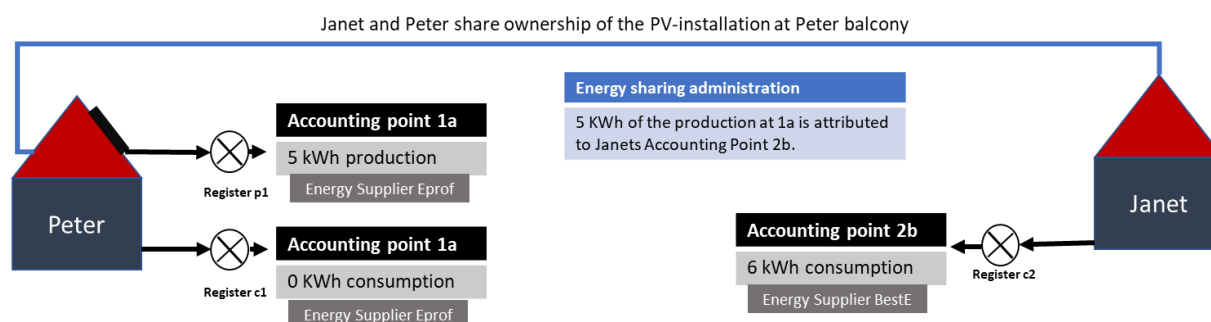 Janet and Peter share ownership of the PV-installation at Peter balcony
Energy sharing administration
5 KWh of the production at 1a is attributed
to Janets Accounting Point 2b.
Accounting point 1a
5 kWh production
Energy Supplier Eprof
Register p1
Peter
Accounting point 1a
0 KWh consumption
Energy Supplier Eprof
Register c1
Accounting point 2b
6 kWh consumption
Energy Supplier BestE
Register c2
Janet